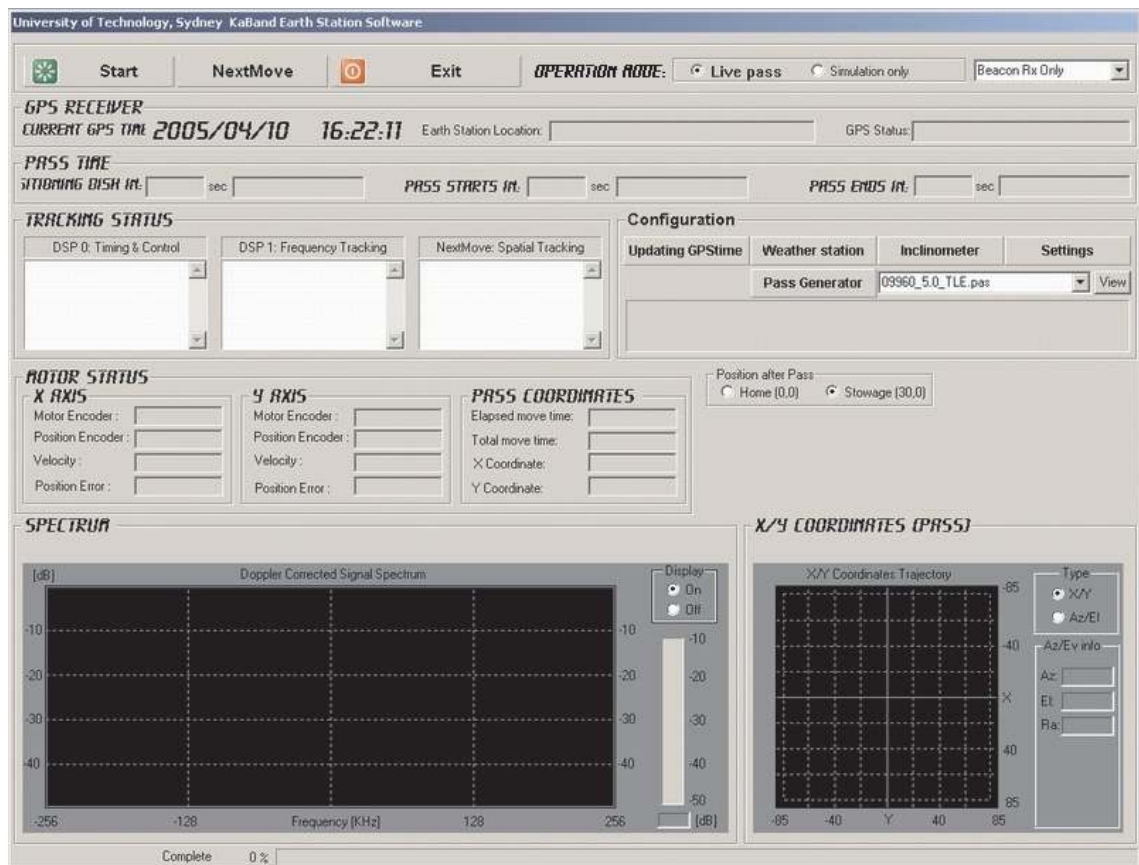 University of Technology, Sydney KaBand Earth Station Software
Start NextMove Exit OPERATION MODE: Live pass Simulation only Beacon Rx Only
GPS RECEIVER
CURRENT GPS TIME 2005/04/10 16:22:11 Earth Station Location: GPS Status:
PASS TIME
SITIONING DISH IN: sec PASS STARTS IN: sec PASS ENDS IN: sec
TRACKING STATUS
DSP 0: Timing & Control DSP 1: Frequency Tracking NextMove: Spatial Tracking
Configuration
Updating GPStime Weather station Inclinometer Settings
Pass Generator 09960_5.0_TLE.pas View
MOTOR STATUS
X AXIS
Motor Encoder :
Position Encoder :
Velocity :
Position Error :
Y AXIS
Motor Encoder :
Position Encoder :
Velocity :
Position Error :
PASS COORDINATES
Elapsed move time:
Total move time:
X Coordinate:
Y Coordinate:
Position after Pass
Home (0,0) Stowage (30,0)
SPECTRUM
[dB] Doppler Corrected Signal Spectrum
-10 -10
-20 -20
-30 -30
-40 -40
-256 -128 Frequency [KHz] 128 256
Display
On
Off
-10
-20
-30
-40
-50
[dB]
X/Y COORDINATES (PASS)
X/Y Coordinates Trajectory
-85
-40
X
40
85
-85 -40 Y 40 85
Type
X/Y
Az/El
Az/Ev info
Az:
El:
Ra:
Complete 0 %